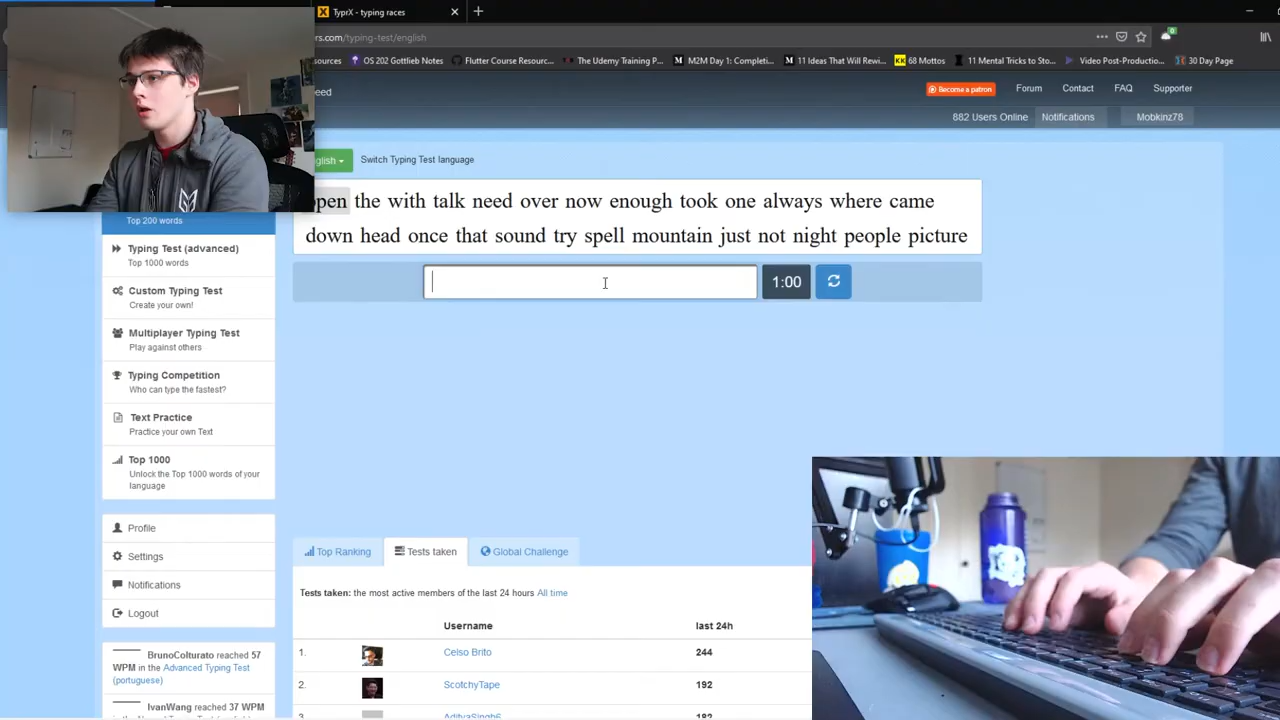 TyprX - typing races
rs.com/typing-test/english
sources OS 202 Gottlieb Notes Flutter Course Resourc... The Udemy Training P... M2M Day 1: Completi... 11 Ideas That Will Rewi... KK 68 Mottos 11 Mental Tricks to Sto... Video Post-Productio... 30 Day Page
eed Become a patron Forum Contact FAQ Supporter
882 Users Online Notifications Mobkinz78
nglish Switch Typing Test language
open the with talk need over now enough took one always where came
down head once that sound try spell mountain just not night people picture
1:00
Top 200 words
Typing Test (advanced)
Top 1000 words
Custom Typing Test
Create your own!
Multiplayer Typing Test
Play against others
Typing Competition
Who can type the fastest?
Text Practice
Practice your own Text
Top 1000
Unlock the Top 1000 words of your
language
Profile
Settings
Notifications
Logout
BrunoColturato reached 57
WPM in the Advanced Typing Test
(portuguese)
IvanWang reached 37 WPM
Top Ranking Tests taken Global Challenge
Tests taken: the most active members of the last 24 hours All time
Username last 24h
1. Celso Brito 244
2. ScotchyTape 192
AdityaSingh6 182